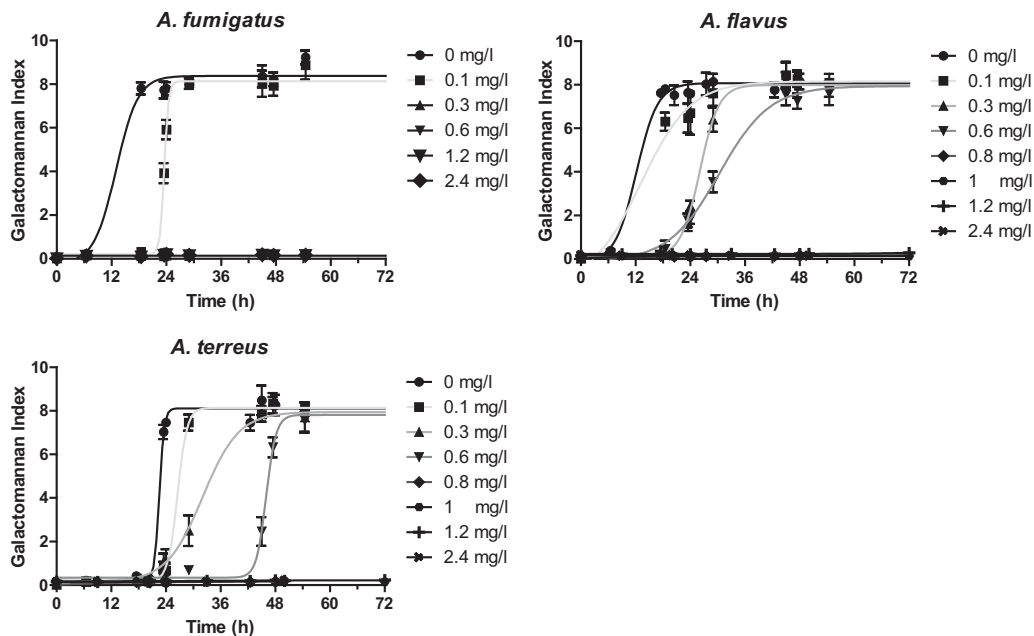 A. fumigatus
Galactomannan Index
10
8
6
4
2
0
0 12 24 36 48 60 72
Time (h)
0 mg/l
0.1 mg/l
0.3 mg/l
0.6 mg/l
1.2 mg/l
2.4 mg/l
A. flavus
Galactomannan Index
10
8
6
4
2
0
0 12 24 36 48 60 72
Time (h)
0 mg/l
0.1 mg/l
0.3 mg/l
0.6 mg/l
0.8 mg/l
1 mg/l
1.2 mg/l
2.4 mg/l
A. terreus
Galactomannan Index
10
8
6
4
2
0
0 12 24 36 48 60 72
Time (h)
0 mg/l
0.1 mg/l
0.3 mg/l
0.6 mg/l
0.8 mg/l
1 mg/l
1.2 mg/l
2.4 mg/l